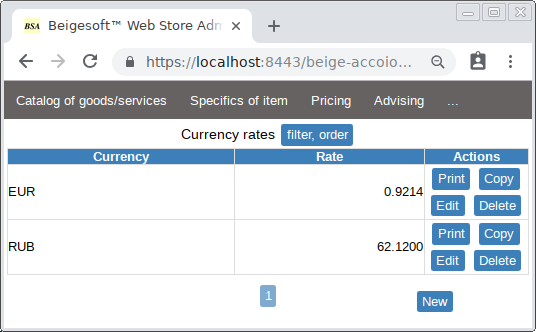 BSA Beigesoft™ Web Store Adm
https://localhost:8443/beige-accoio...
Catalog of goods/services Specifics of item Pricing Advising ...
Currency rates filter, order
Currency Rate Actions
EUR 0.9214 Print Copy
Edit Delete
RUB 62.1200 Print Copy
Edit Delete
1 New